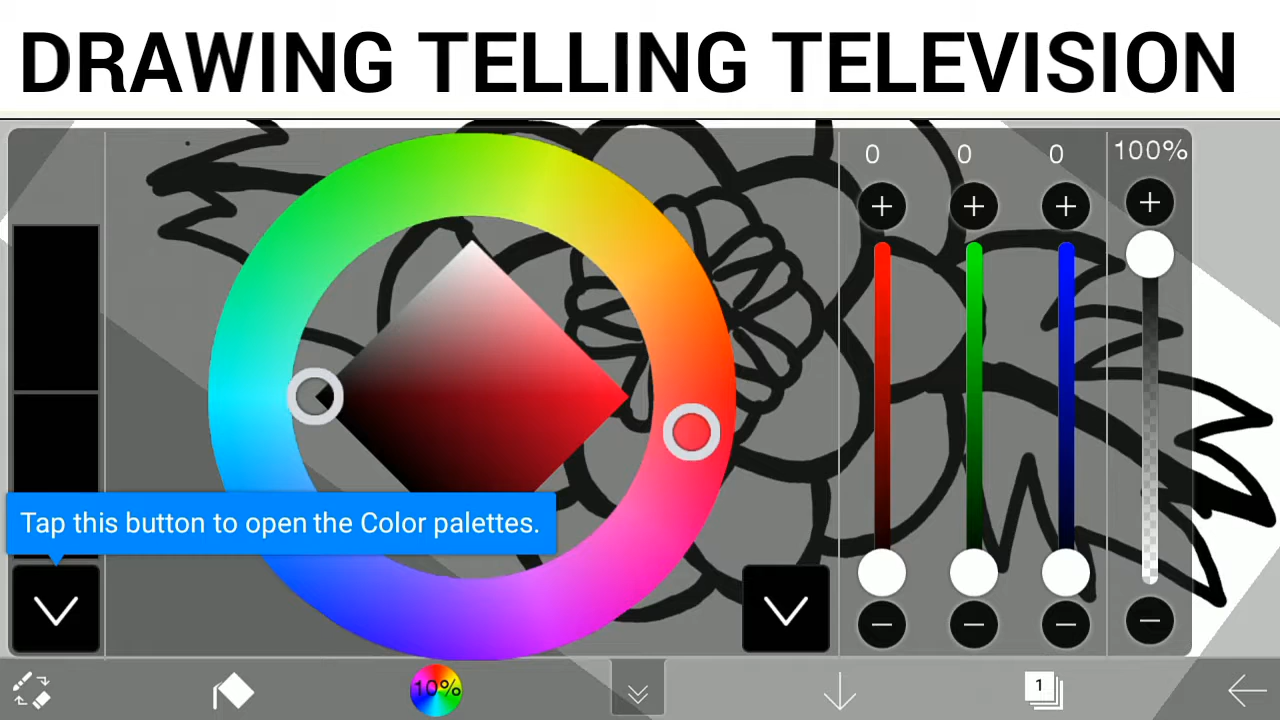 DRAWING TELLING TELEVISION
0 0 0 100%
Tap this button to open the Color palettes.
10%
1